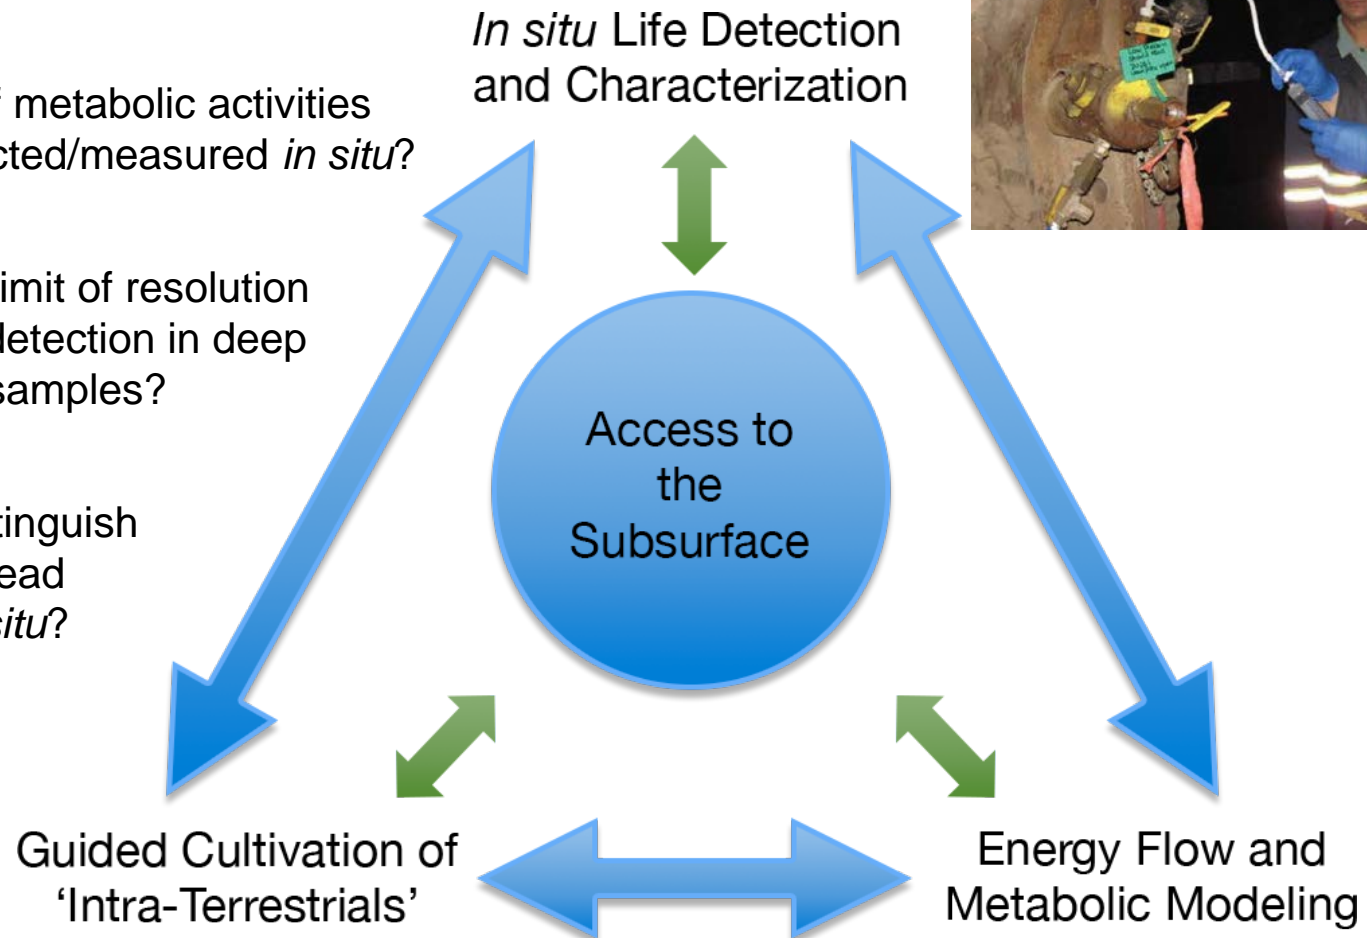 In situ Life Detection
and Characterization
metabolic activities
cted/measured in situ?
imit of resolution
detection in deep
samples?
tinguish
ead
situ?
Access to
the
Subsurface
Guided Cultivation of
‘Intra-Terrestrials’
Energy Flow and
Metabolic Modeling